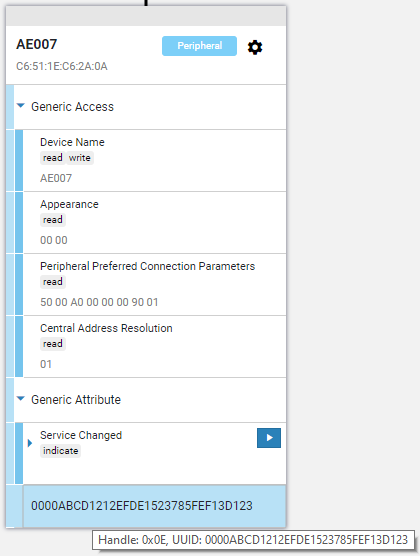 AE007
Peripheral
C6:51:1E:C6:2A:0A
Generic Access
Device Name
read write
AE007
Appearance
read
00 00
Peripheral Preferred Connection Parameters
read
50 00 A0 00 00 00 90 01
Central Address Resolution
read
01
Generic Attribute
Service Changed
indicate
0000ABCD1212EFDE1523785FEF13D123
Handle: 0x0E, UUID: 0000ABCD1212EFDE1523785FEF13D123